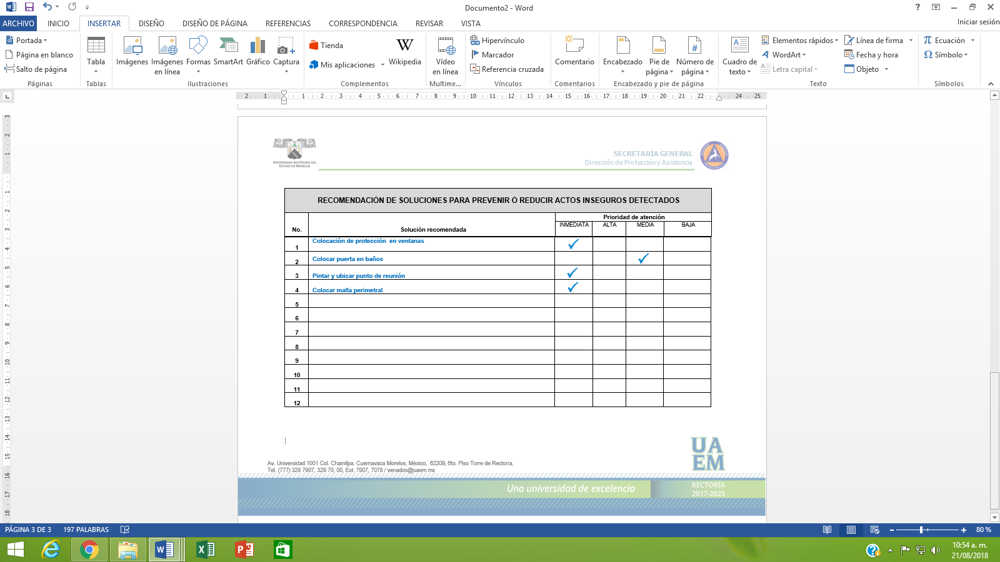 Documento2 - Word
Iniciar sesión
ARCHIVO INICIO INSERTAR DISEÑO DISEÑO DE PÁGINA REFERENCIAS CORRESPONDENCIA REVISAR VISTA
Portada
Página en blanco
Salto de página
Páginas
Tabla
Tablas
Imágenes
Imágenes en línea
Formas
SmartArt
Gráfico
Captura
Ilustraciones
Tienda
Mis aplicaciones
W
Wikipedia
Complementos
Vídeo en línea
Multime...
Hipervínculo
Marcador
Referencia cruzada
Vínculos
Comentario
Comentarios
Encabezado
Pie de página
Número de página
Encabezado y pie de página
Cuadro de texto
Elementos rápidos
WordArt
Letra capital
Línea de firma
Fecha y hora
Objeto
Texto
Ecuación
Símbolo
Símbolos
2 1 1 2 3 4 5 6 7 8 9 10 11 12 13 14 15 16 17 18 19 20 21 22 24 25
UNIVERSIDAD AUTÓNOMA DEL
ESTADO DE MORELOS
SECRETARÍA GENERAL
Dirección de Protección y Asistencia
RECOMENDACIÓN DE SOLUCIONES PARA PREVENIR Ó REDUCIR ACTOS INSEGUROS DETECTADOS
No. Solución recomendada Prioridad de atención
INMEDIATA ALTA MEDIA BAJA
1 Colocación de protección en ventanas ✓
2 Colocar puerta en baños ✓
3 Pintar y ubicar punto de reunión ✓
4 Colocar malla perimetral ✓
5
6
7
8
9
10
11
12
Av. Universidad 1001 Col. Chamilpa, Cuernavaca Morelos, México, 62209, 6to. Piso Torre de Rectoría,
Tel. (777) 329 7907, 329 70, 00, Ext. 7907, 7078 / venados@uaem.mx
UA
EM
Una universidad de excelencia
RECTORÍA
2017-2023
PÁGINA 3 DE 3 197 PALABRAS
80 %
10:54 a. m.
21/08/2018